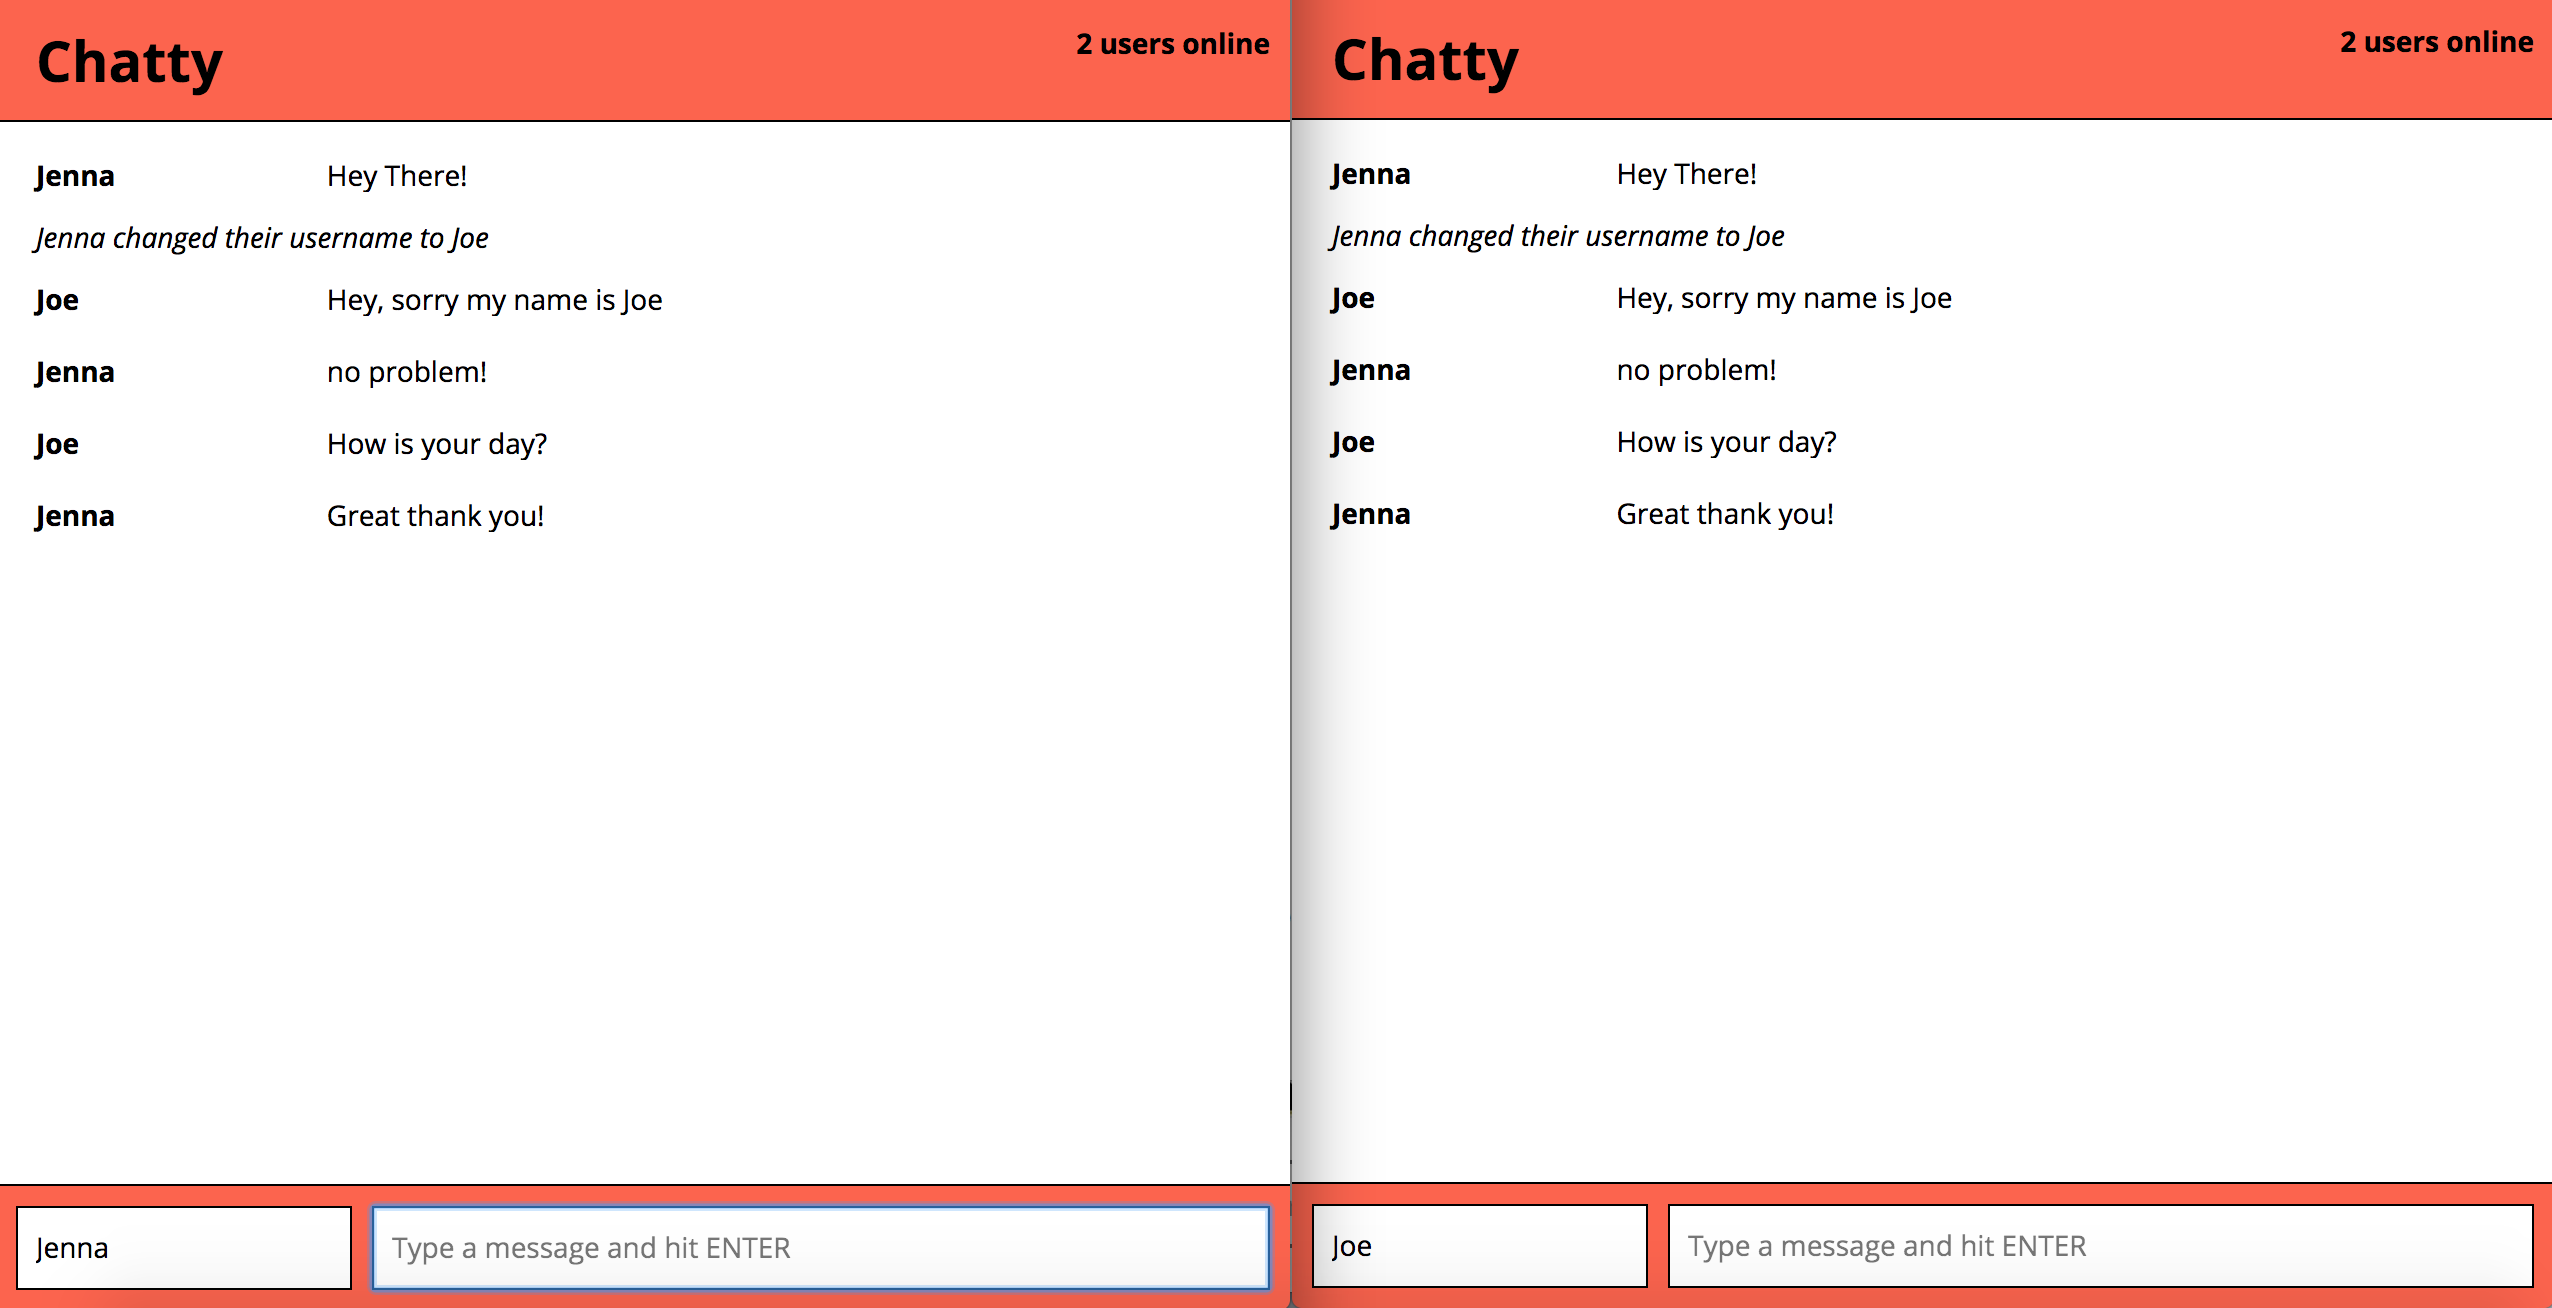 Chatty
2 users online
Jenna Hey There!
Jenna changed their username to Joe
Joe Hey, sorry my name is Joe
Jenna no problem!
Joe How is your day?
Jenna Great thank you!
Jenna Type a message and hit ENTER
Chatty
2 users online
Jenna Hey There!
Jenna changed their username to Joe
Joe Hey, sorry my name is Joe
Jenna no problem!
Joe How is your day?
Jenna Great thank you!
Joe Type a message and hit ENTER